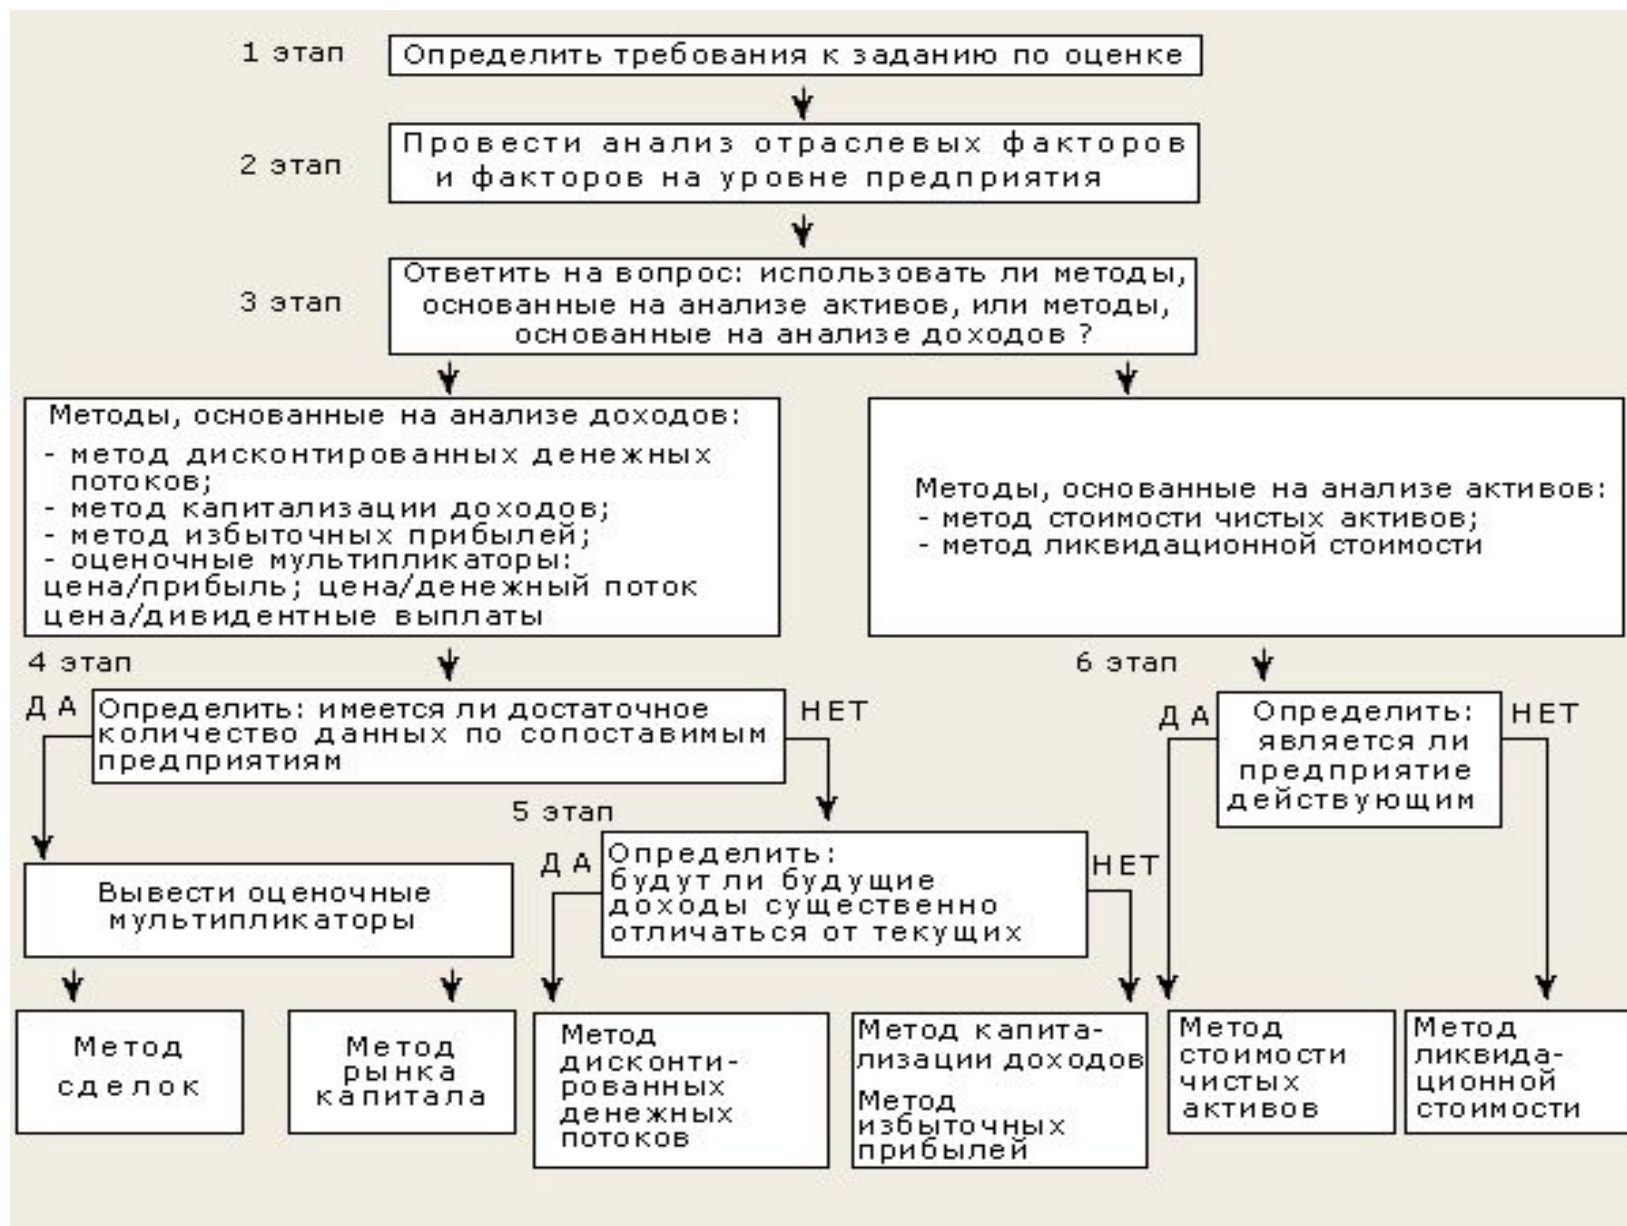 1 этап
Определить требования к заданию по оценке
2 этап
Провести анализ отраслевых факторов
и факторов на уровне предприятия
3 этап
Ответить на вопрос: использовать ли методы,
основанные на анализе активов, или методы,
основанные на анализе доходов ?
Методы, основанные на анализе доходов:
- метод дисконтированных денежных
потоков;
- метод капитализации доходов;
- метод избыточных прибылей;
- оценочные мультипликаторы:
цена/прибыль; цена/денежный поток
цена/дивидентные выплаты
Методы, основанные на анализе активов:
- метод стоимости чистых активов;
- метод ликвидационной стоимости
4 этап
ДА
Определить: имеется ли достаточное
количество данных по сопоставимым
предприятиям
НЕТ
6 этап
ДА
Определить:
является ли
предприятие
действующим
НЕТ
5 этап
ДА
Определить:
будут ли будущие
доходы существенно
отличаться от текущих
НЕТ
Вывести оценочные
мультипликаторы
Метод
сделок
Метод
рынка
капитала
Метод
дисконти-
рованных
денежных
потоков
Метод капита-
лизации доходов
Метод
избыточных
прибылей
Метод
стоимости
чистых
активов
Метод
ликвида-
ционной
стоимости